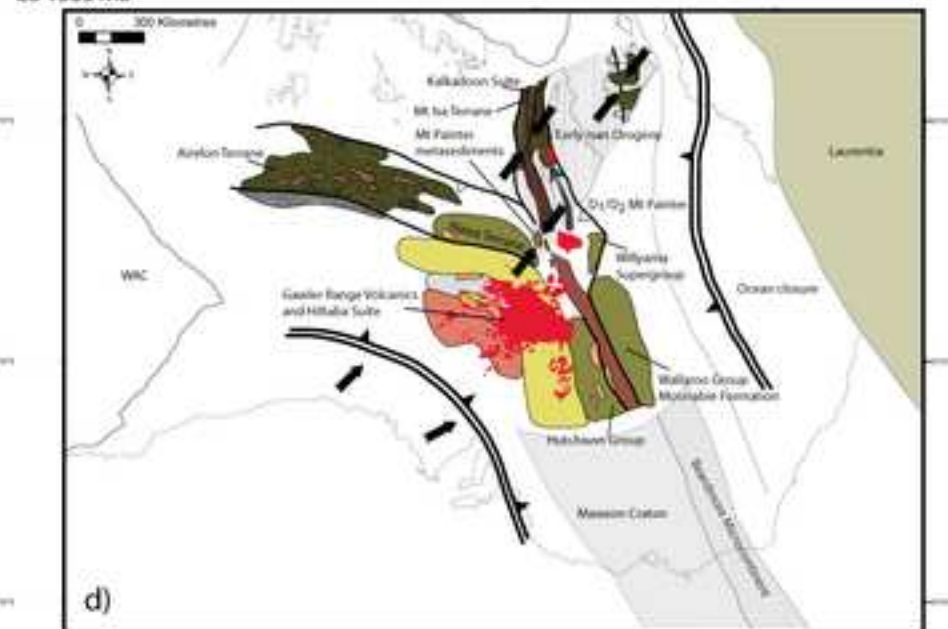 0 300 Kilometres
Kalkadoon Suite
Mt Isa Terrane
Mt Painter
metasediments
Early Isan Orogeny
Laurentia
Aileron Terrane
D1/D2 Mt Painter
Willyama
Supergroup
WAC
Gawler Range Volcanics
and Hiltaba Suite
Ocean closure
Wallaroo Group
Moonabie Formation
Hutchison Group
Mawson Craton
d)